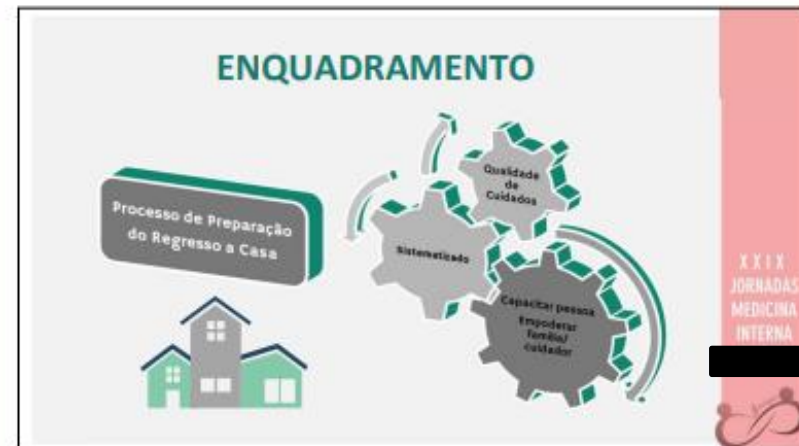 ENQUADRAMENTO
Processo de Preparação
do Regresso a Casa
Qualidade
de
Cuidados
Sistematizado
Capacitar pessoa
Empoderar
família/
cuidador
XXIX
JORNADAS
MEDICINA
INTERNA